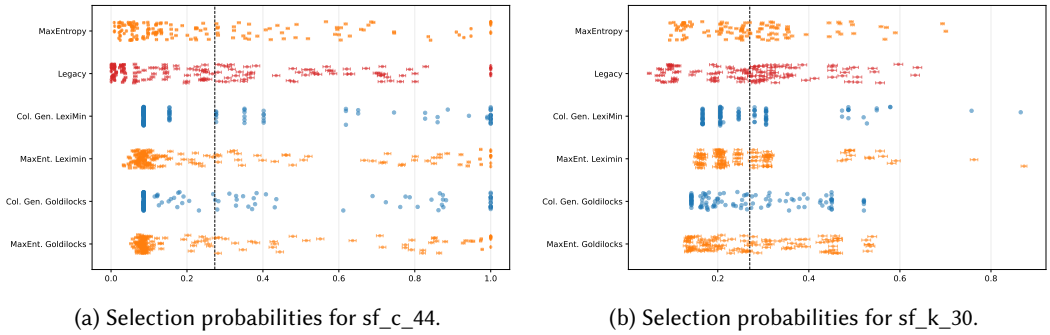 MaxEntropy
Legacy
Col. Gen. LexiMin
MaxEnt. Leximin
Col. Gen. Goldilocks
MaxEnt. Goldilocks
0.0 0.2 0.4 0.6 0.8 1.0
(a) Selection probabilities for sf_c_44.
MaxEntropy
Legacy
Col. Gen. LexiMin
MaxEnt. Leximin
Col. Gen. Goldilocks
MaxEnt. Goldilocks
0.2 0.4 0.6 0.8
(b) Selection probabilities for sf_k_30.